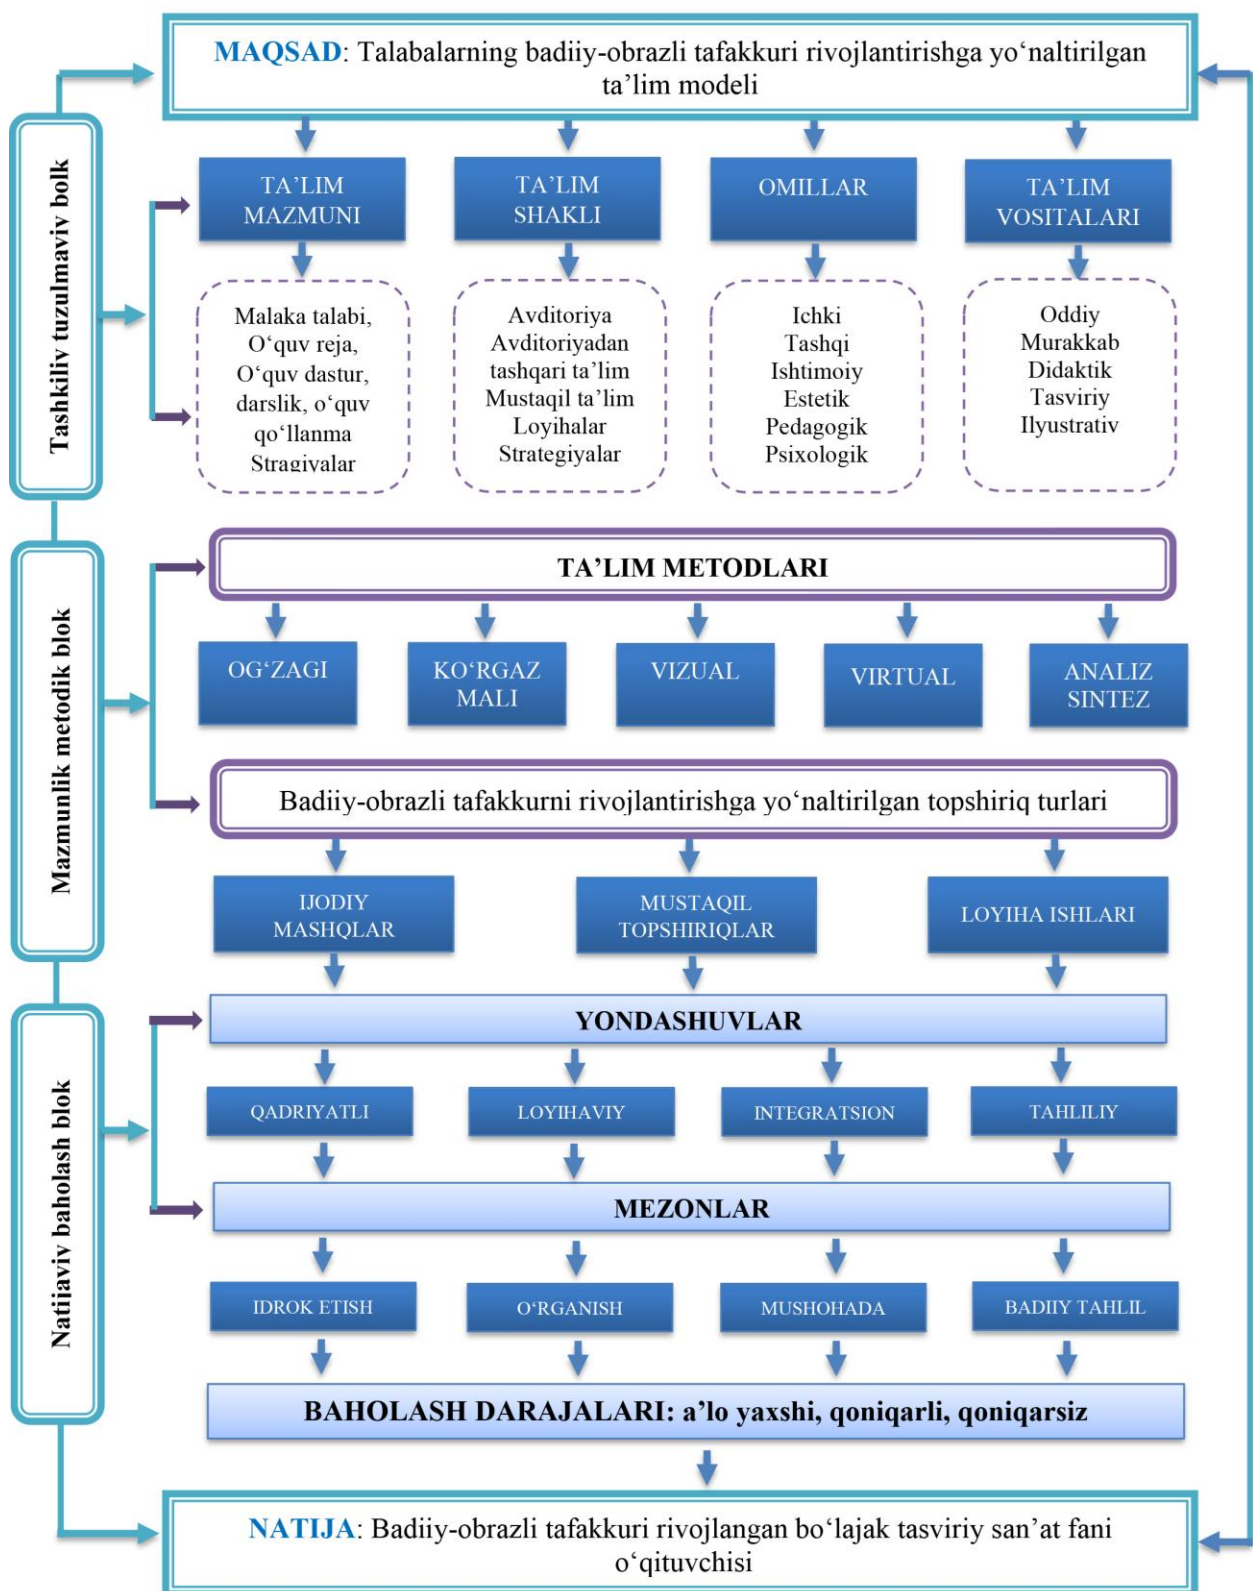 MAQSAD: Talabalarning badiiy-obrazli tafakkuri rivojlantirishga yo‘naltirilgan
ta’lim modeli
Tashkiliv tuzulmaviv bolk
TA’LIM
MAZMUNI
TA’LIM
SHAKLI
OMILLAR
TA’LIM
VOSITALARI
Malaka talabi,
O‘quv reja,
O‘quv dastur,
darslik, o‘quv
qo‘llanma
Stragivalar
Avditoriya
Avditoriyadan
tashqari ta’lim
Mustaqil ta’lim
Loyihalar
Strategiyalar
Ichki
Tashqi
Ishtimoiy
Estetik
Pedagogik
Psixologik
Oddiy
Murakkab
Didaktik
Tasviriy
Ilyustrativ
Mazmunlik metodik blok
TA’LIM METODLARI
OG‘ZAGI
KO‘RGAZ
MALI
VIZUAL
VIRTUAL
ANALIZ
SINTEZ
Badiiy-obrazli tafakkurni rivojlantirishga yo‘naltirilgan topshiriq turlari
IJODIY
MASHQLAR
MUSTAQIL
TOPSHIRIQLAR
LOYIHA ISHLARI
Natijaviv baholash blok
YONDASHUVLAR
QADRIYATLI
LOYIHAVIY
INTEGRATSION
TAHLILIY
MEZONLAR
IDROK ETISH
O‘RGANISH
MUSHOHADA
BADIIY TAHLIL
BAHOLASH DARAJALARI: a’lo yaxshi, qoniqarli, qoniqarsiz
NATIJA: Badiiy-obrazli tafakkuri rivojlangan bo‘lajak tasviriy san’at fani
o‘qituvchisi